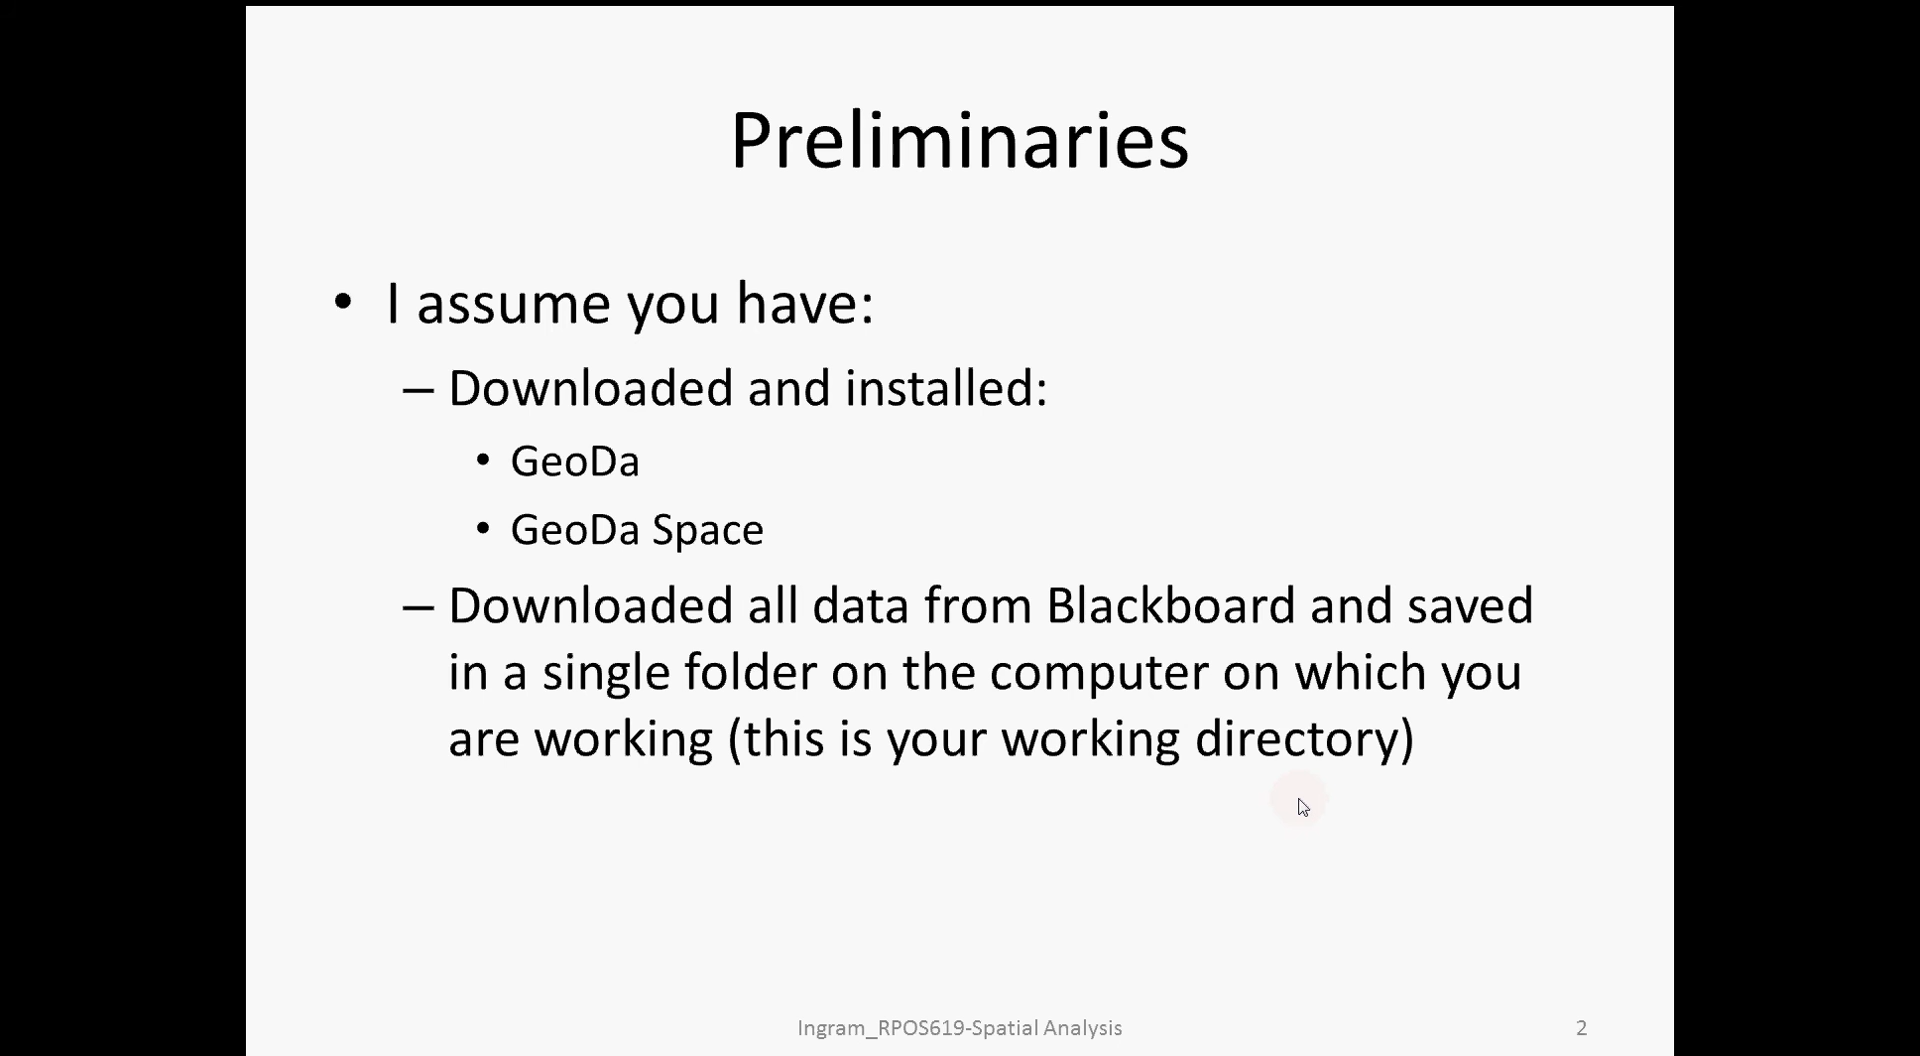 Preliminaries
• I assume you have:
– Downloaded and installed:
• GeoDa
• GeoDa Space
– Downloaded all data from Blackboard and saved
in a single folder on the computer on which you
are working (this is your working directory)
Ingram_RPOS619-Spatial Analysis
2